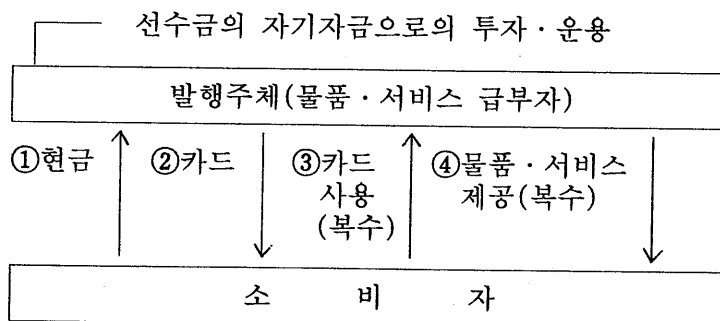 선수금의 자기자금으로의 투자·운용
발행주체(물품·서비스 급부자)
①현금 ②카드 ③카드 ④물품·서비스
사용 제공(복수)
(복수)
소 비 자